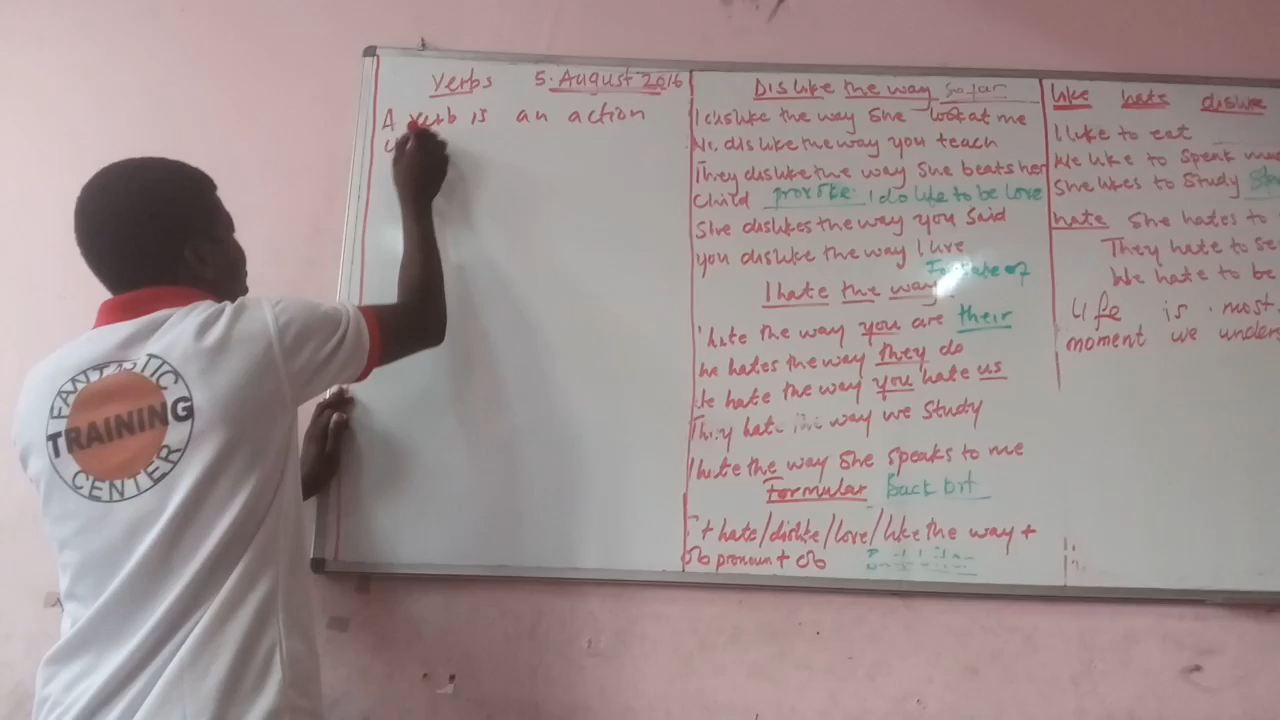 Verbs 5. August 2016
A verb is an action
DISLIKE the way so far
I dislike the way She look at me
dislike the way you teach
They dislike the way She beats her
Child provoke I do life to be love
She dislikes the way you said
you dislike the way I live
I hate the way
I hate the way you are their
he hates the way they do
We hate the way you hate us
They hate the way we study
I hate the way She speaks to me
Formular Back bit
+ hate/dislike/love/like the way +
pronoun +
like hate dislike
I like to eat
We like to speak
She likes to study
hate She hates to
They hate to
We hate to be
Life is most
moment we
FANTASTIC
TRAINING
CENTER